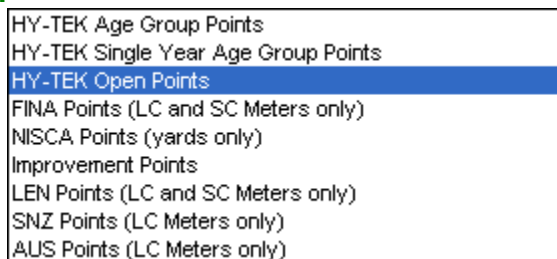 HY-TEK Age Group Points
HY-TEK Single Year Age Group Points
HY-TEK Open Points
FINA Points (LC and SC Meters only)
NISCA Points (yards only)
Improvement Points
LEN Points (LC and SC Meters only)
SNZ Points (LC Meters only)
AUS Points (LC Meters only)